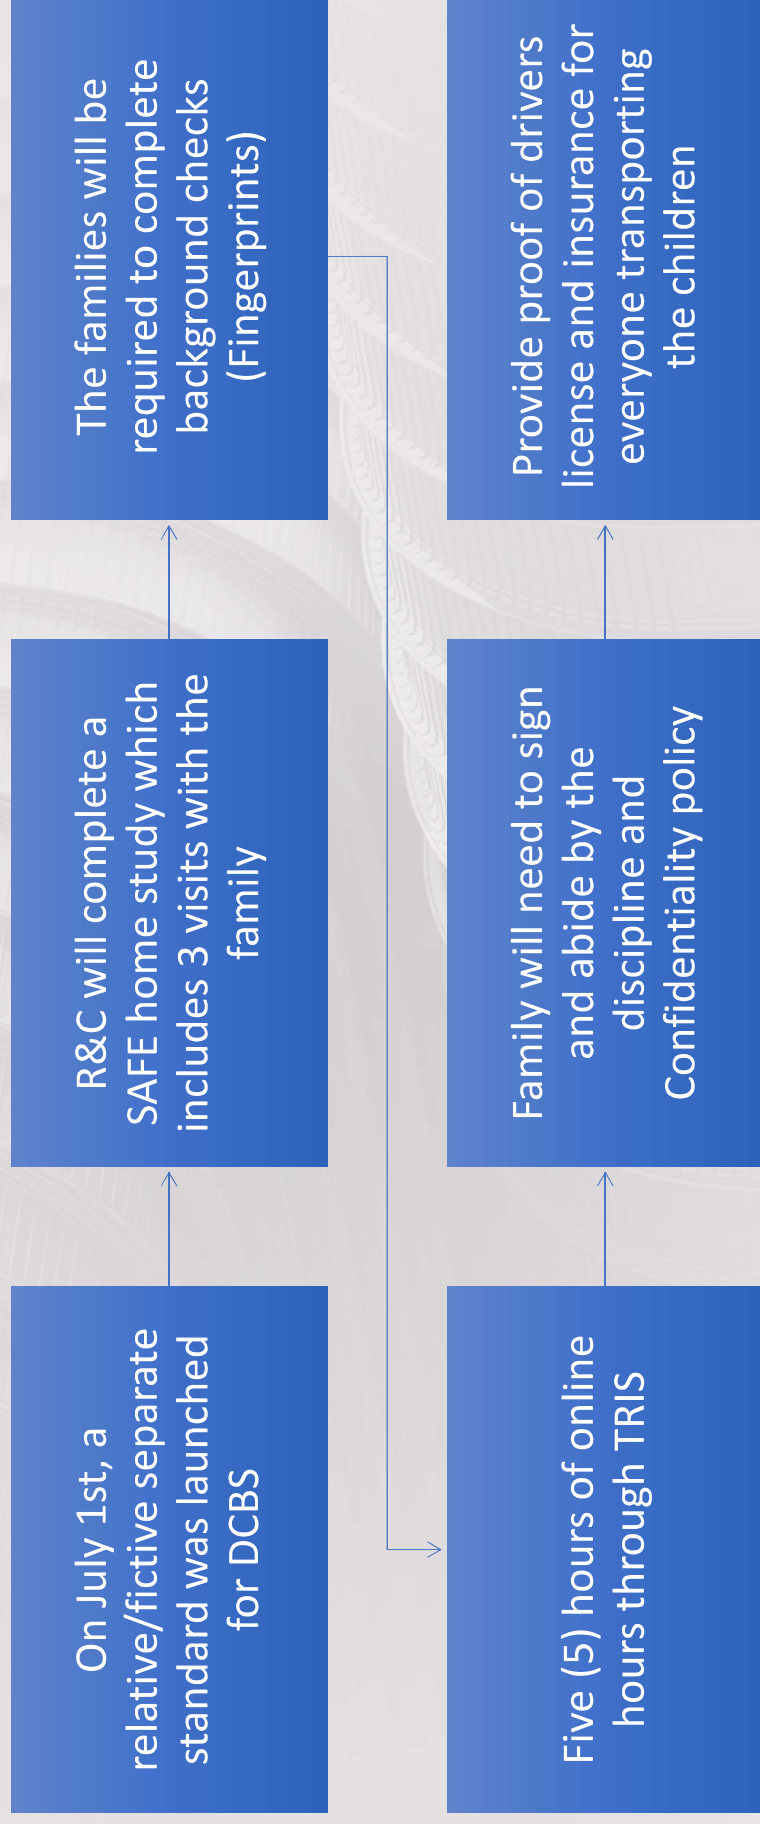 On July 1st, a
relative/fictive separate
standard was launched
for DCBS
R&C will complete a
SAFE home study which
includes 3 visits with the
family
The families will be
required to complete
background checks
(Fingerprints)
Five (5) hours of online
hours through TRIS
Family will need to sign
and abide by the
discipline and
Confidentiality policy
Provide proof of drivers
license and insurance for
everyone transporting
the children